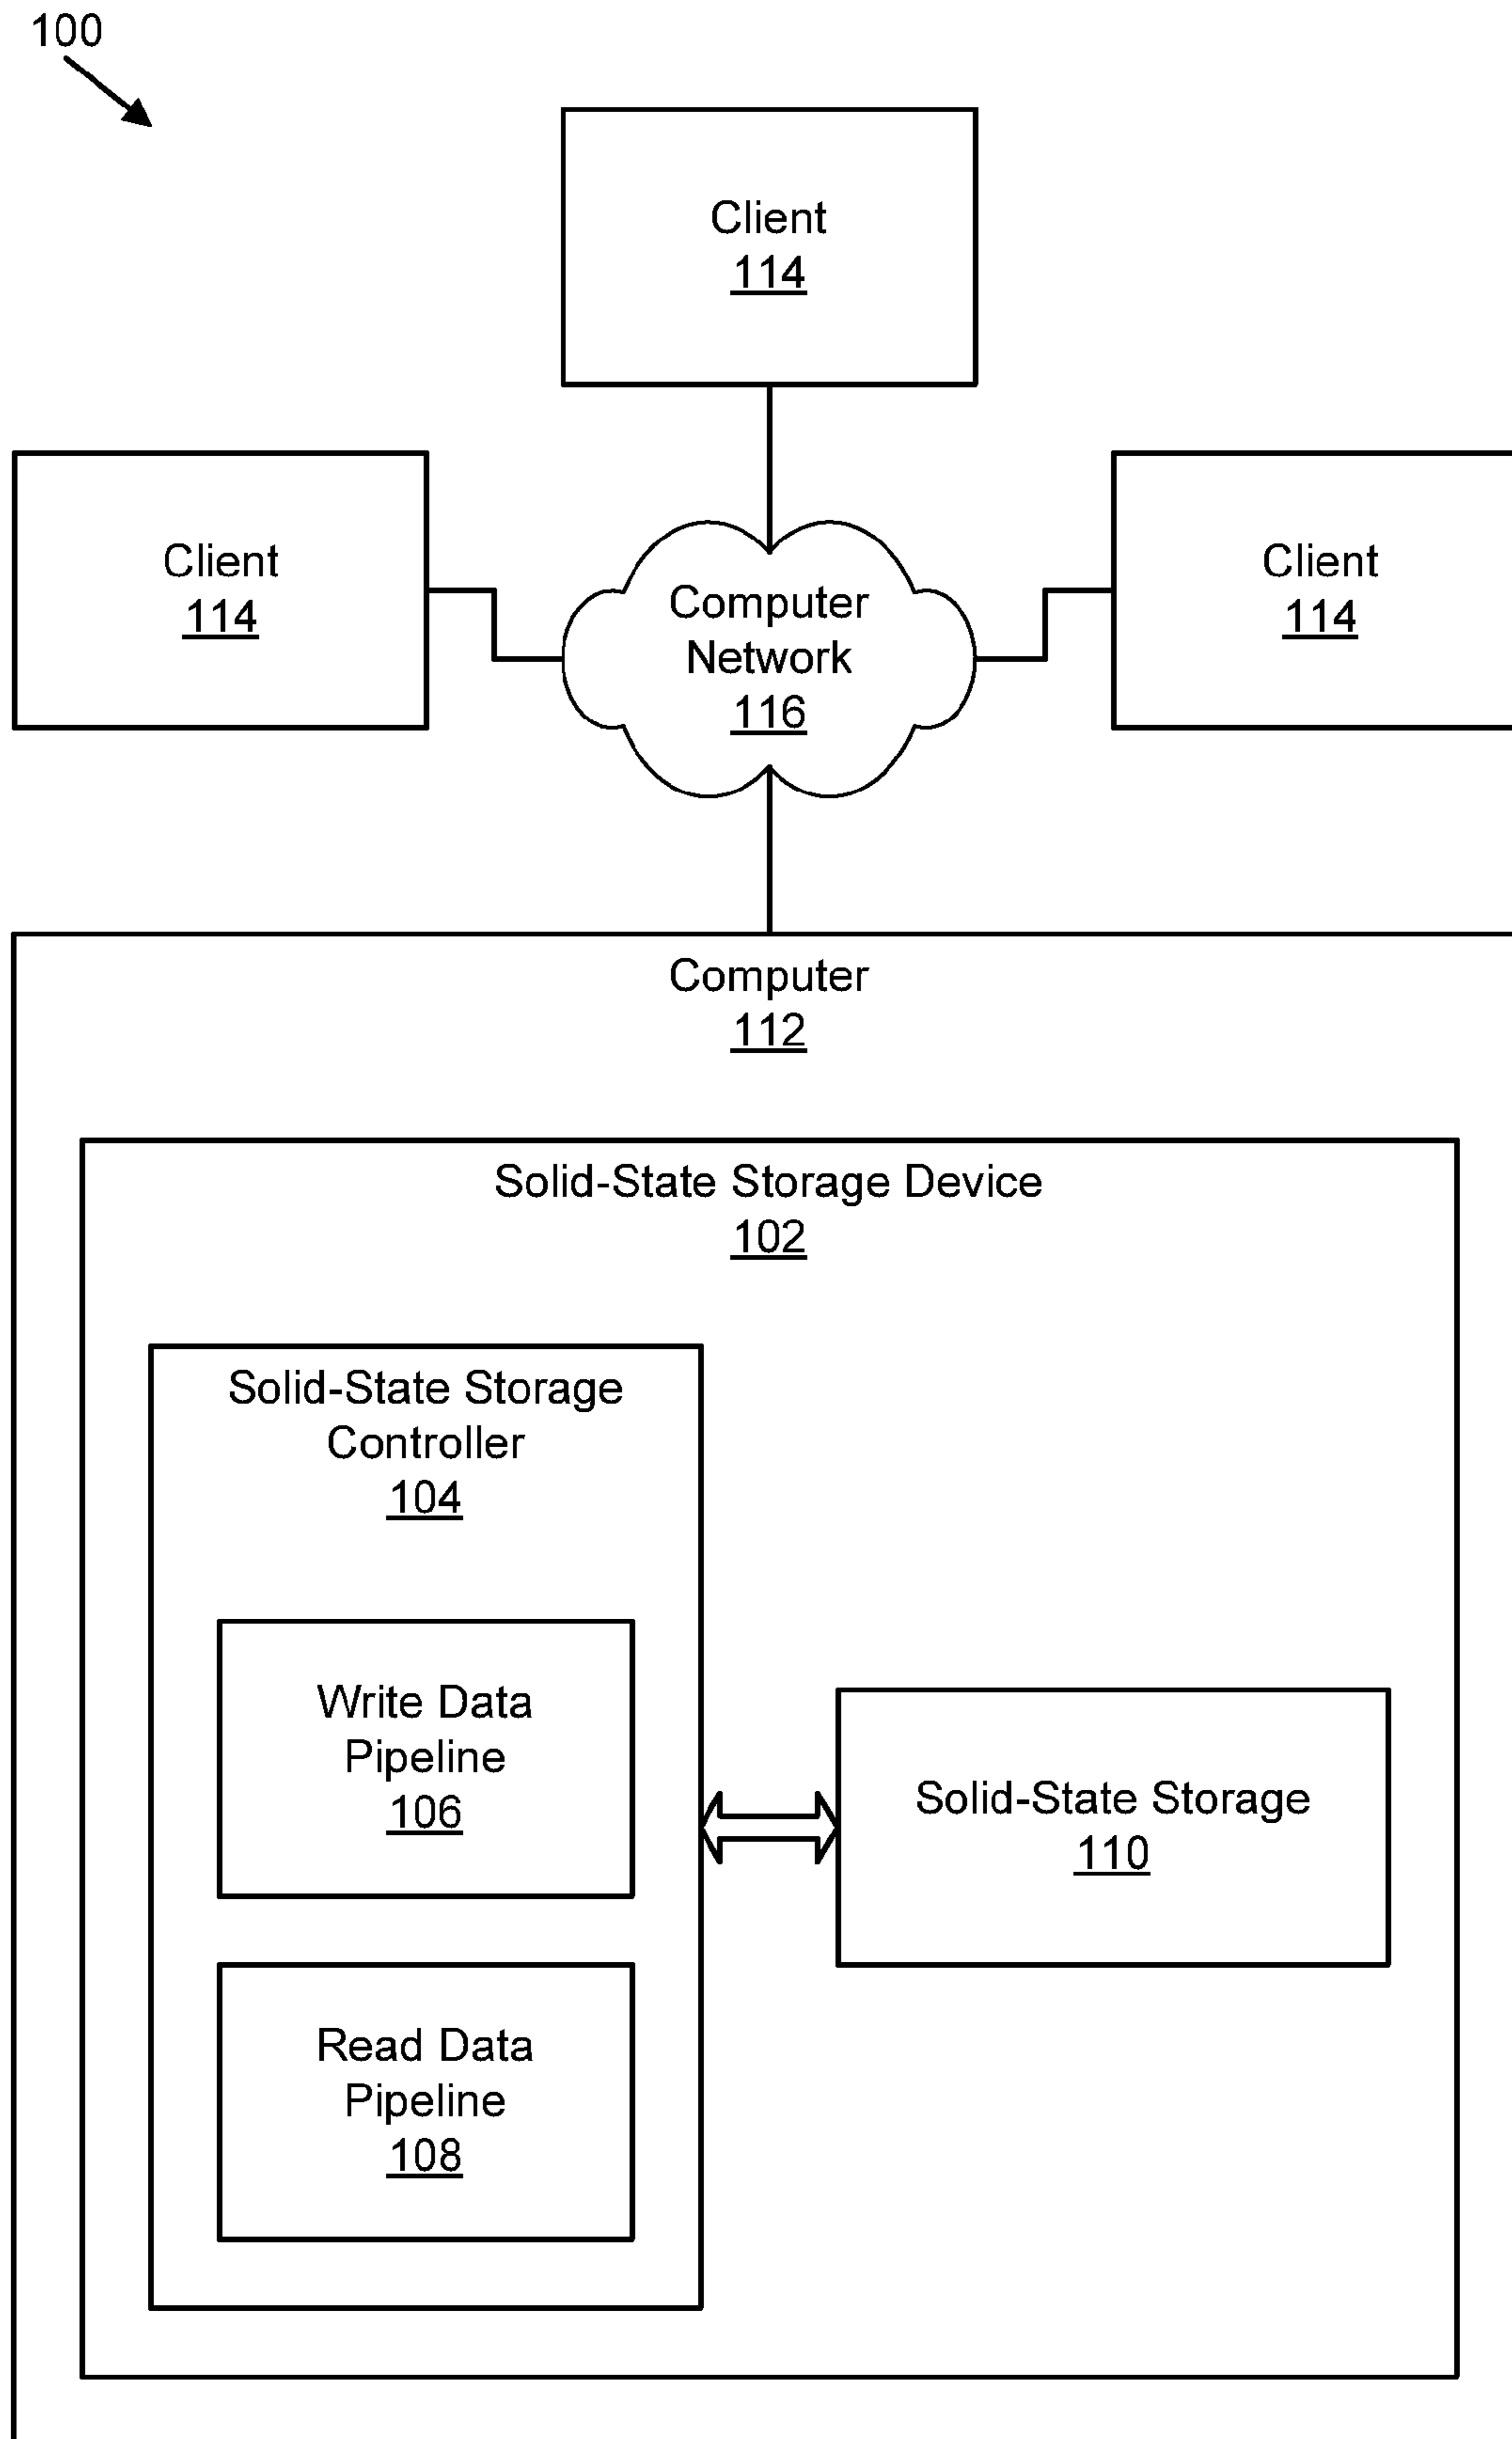 100
Client
114
Client
114
Computer
Network
116
Client
114
Computer
112
Solid-State Storage Device
102
Solid-State Storage
Controller
104
Write Data
Pipeline
106
Solid-State Storage
110
Read Data
Pipeline
108